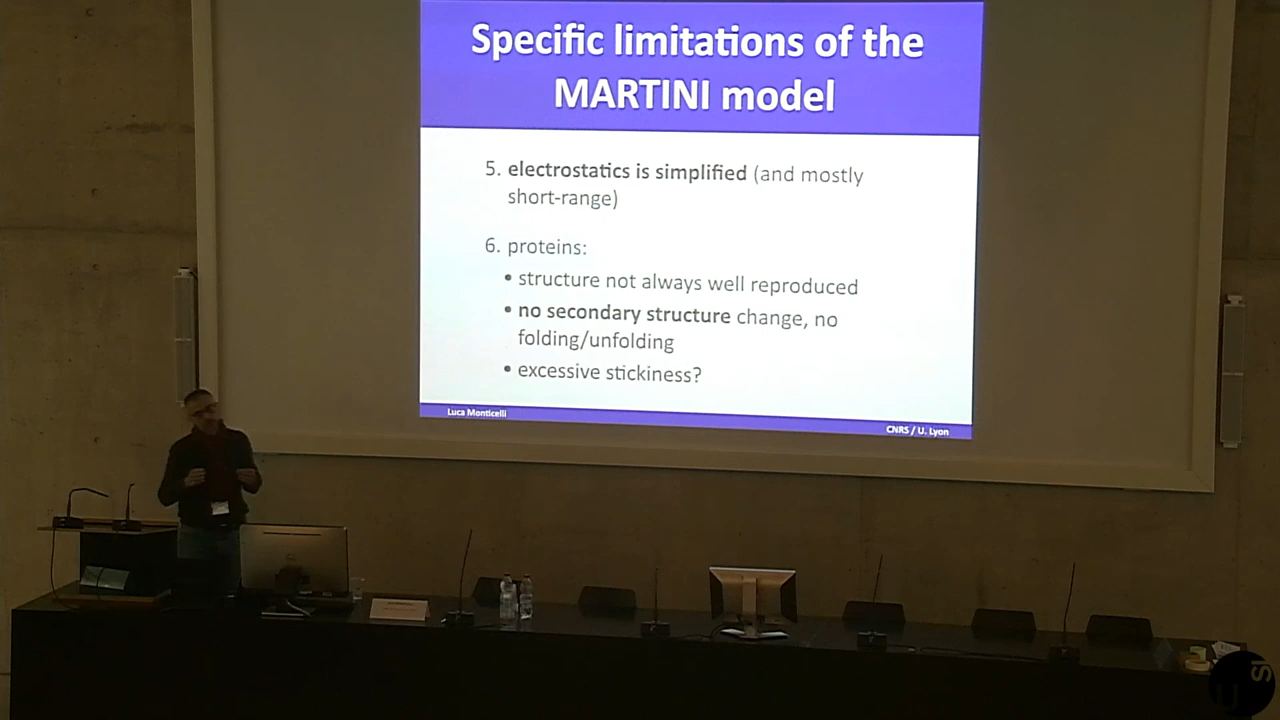 Specific limitations of the
MARTINI model
5. electrostatics is simplified (and mostly
short-range)
6. proteins:
• structure not always well reproduced
• no secondary structure change, no
folding/unfolding
• excessive stickiness?
Luca Monticelli
CNRS / U. Lyon